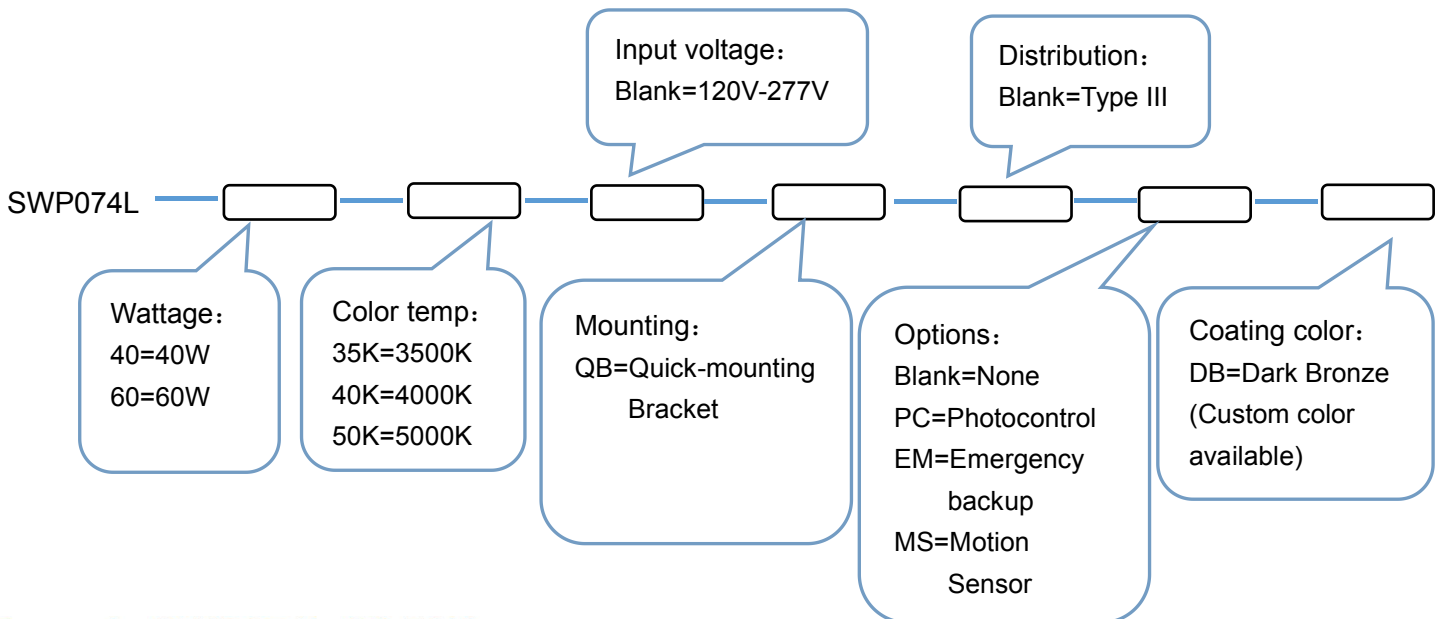 Input voltage：
Blank=120V-277V
Distribution：
Blank=Type III
SWP074L
Wattage：
40=40W
60=60W
Color temp：
35K=3500K
40K=4000K
50K=5000K
Mounting：
QB=Quick-mounting
Bracket
Options：
Blank=None
PC=Photocontrol
EM=Emergency
backup
MS=Motion
Sensor
Coating color：
DB=Dark Bronze
(Custom color
available)